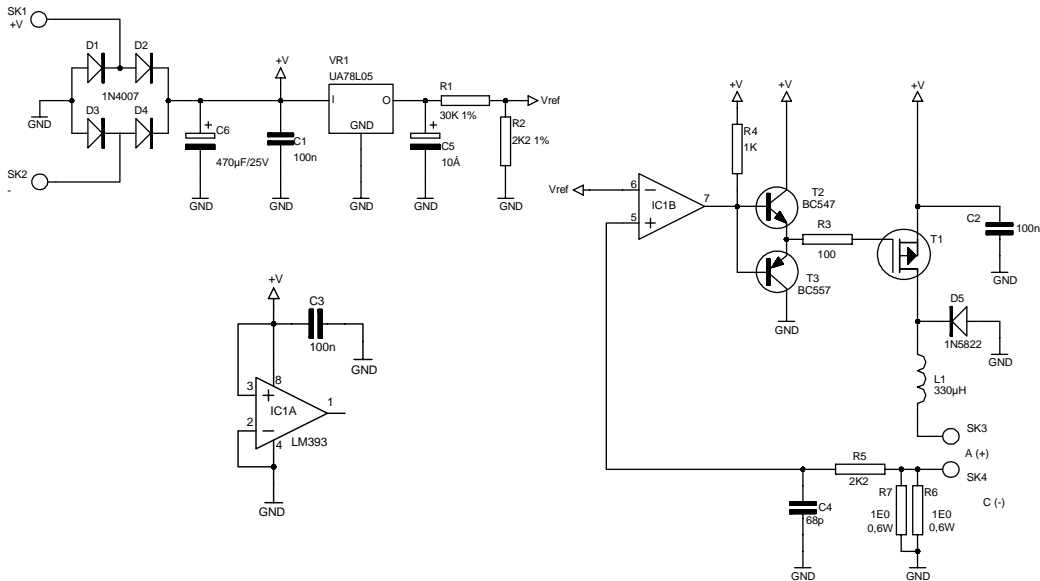 SK1
+V
D1
D2
1N4007
D3
D4
GND
SK2
-
+
C6
470µF/25V
GND
+V
C1
100n
GND
VR1
UA78L05
I
O
GND
GND
+
C5
10Á
GND
R1
30K 1%
Vref
R2
2K2 1%
GND
+V
C3
100n
GND
3
+
8
IC1A
1
2
−
4
LM393
GND
Vref
6
−
IC1B
7
5
+
+V
R4
1K
+V
T2
BC547
T3
BC557
GND
R3
100
+V
T1
C2
100n
GND
D5
1N5822
GND
L1
330µH
SK3
A (+)
SK4
C (-)
R5
2K2
C4
68p
GND
R7
1E0
0,6W
R6
1E0
0,6W
GND